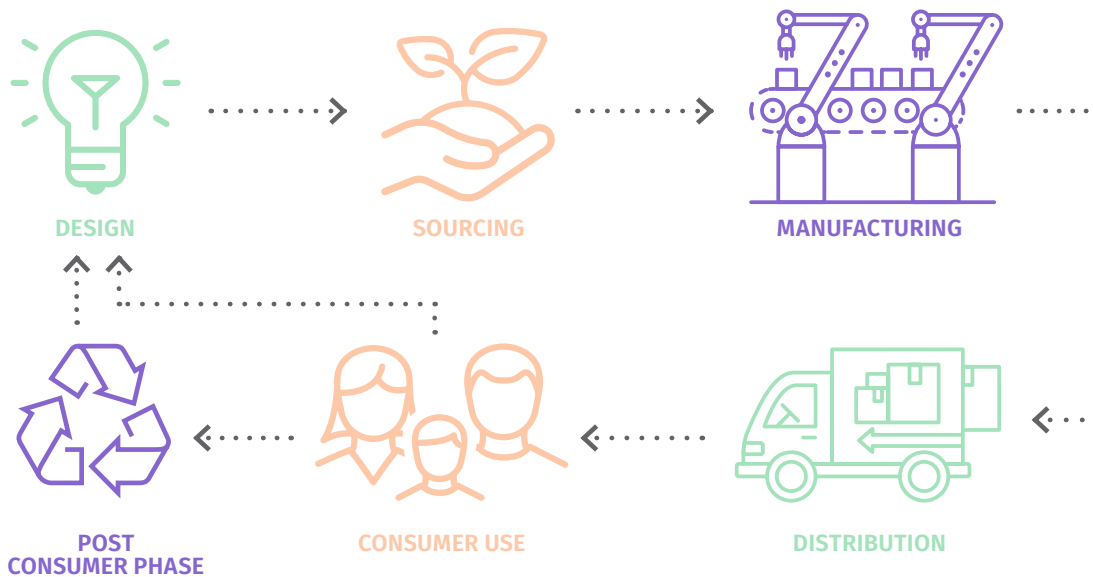 DESIGN
SOURCING
MANUFACTURING
POST
CONSUMER PHASE
CONSUMER USE
DISTRIBUTION